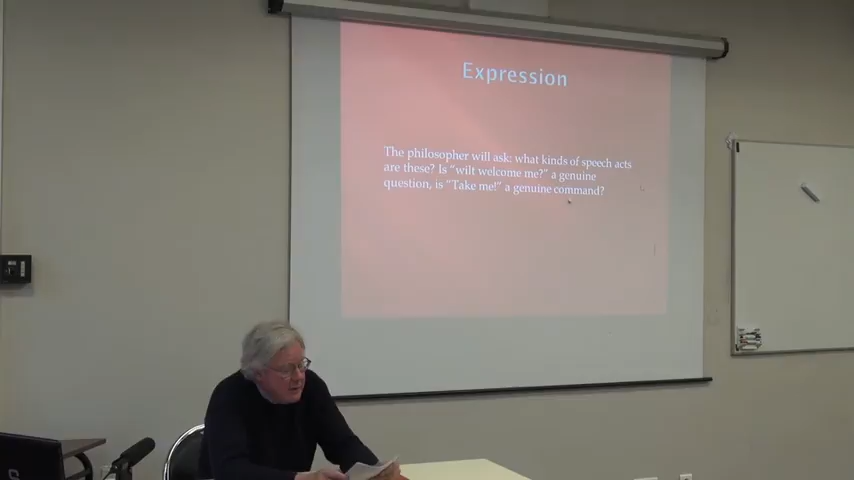 Expression
The philosopher will ask: what kinds of speech acts
are these? Is “wilt welcome me?” a genuine
question, is “Take me!” a genuine command?